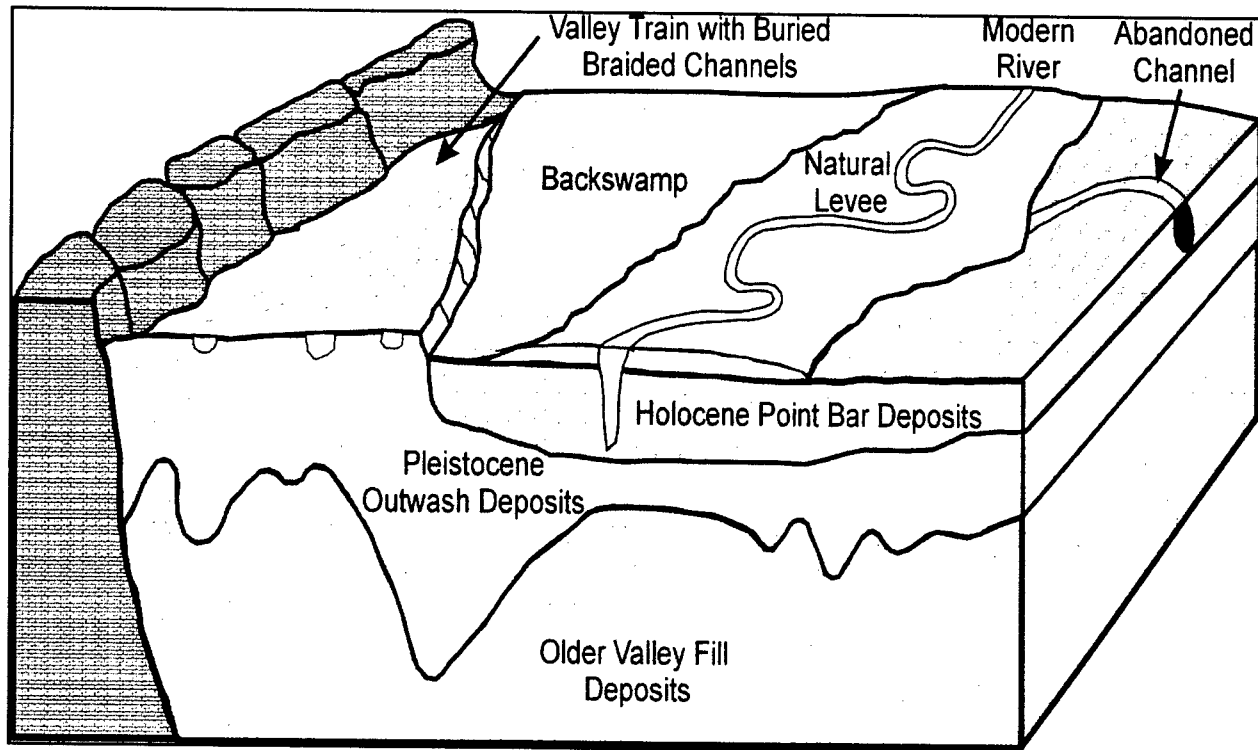 Valley Train with Buried
Braided Channels
Modern
River
Abandoned
Channel
Backswamp
Natural
Levee
Holocene Point Bar Deposits
Pleistocene
Outwash Deposits
Older Valley Fill
Deposits